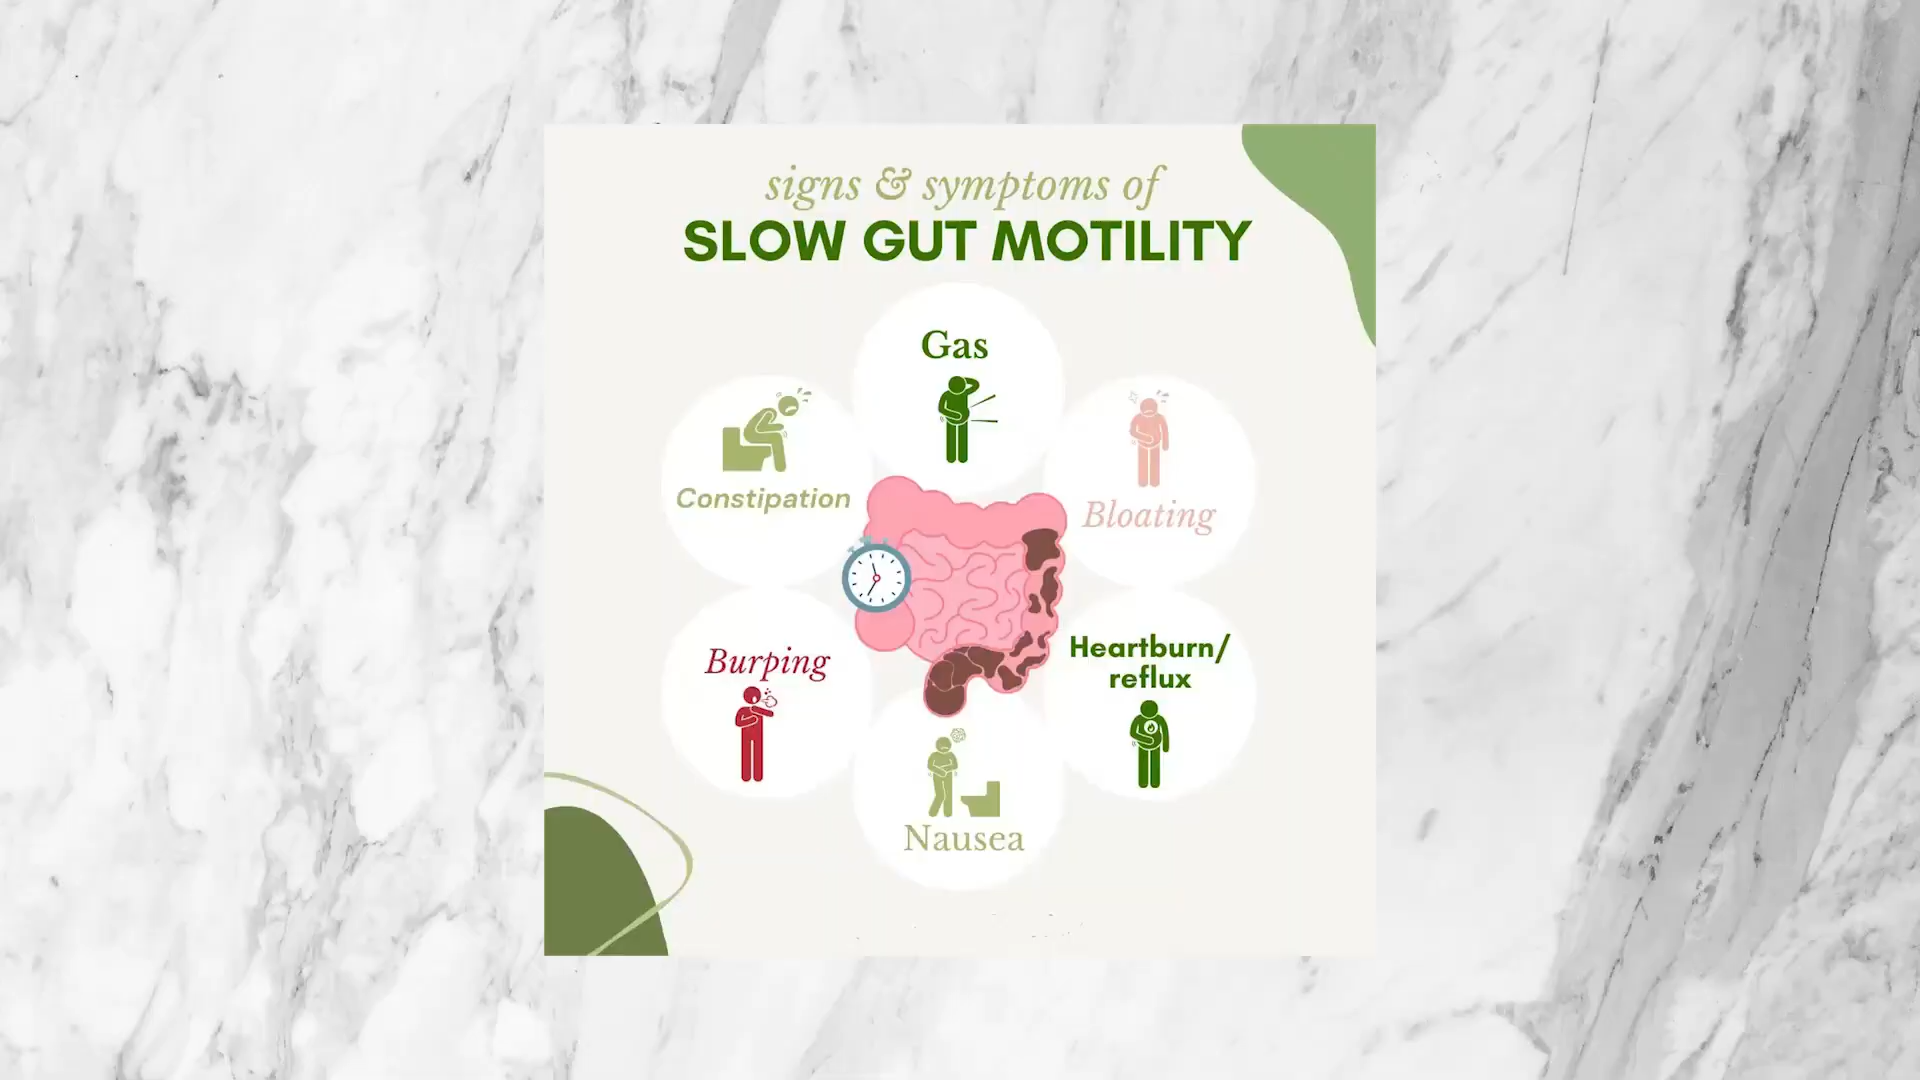 signs & symptoms of
SLOW GUT MOTILITY
Gas
Constipation
Bloating
Burping
Heartburn/
reflux
Nausea